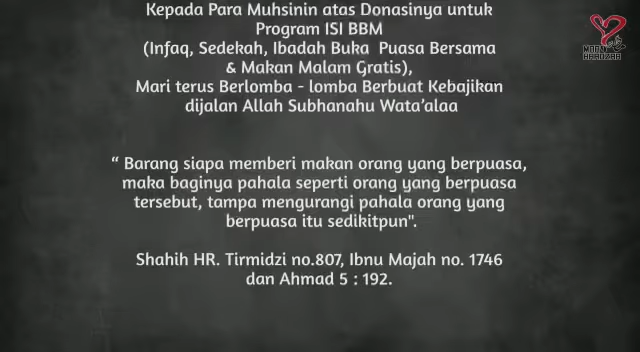 Kepada Para Muhsinin atas Donasinya untuk
Program ISI BBM
(Infaq, Sedekah, Ibadah Buka Puasa Bersama
& Makan Malam Gratis),
Mari terus Berlomba - lomba Berbuat Kebajikan
dijalan Allah Subhanahu Wata’alaa
“ Barang siapa memberi makan orang yang berpuasa,
maka baginya pahala seperti orang yang berpuasa
tersebut, tampa mengurangi pahala orang yang
berpuasa itu sedikitpun".
Shahih HR. Tirmidzi no.807, Ibnu Majah no. 1746
dan Ahmad 5 : 192.